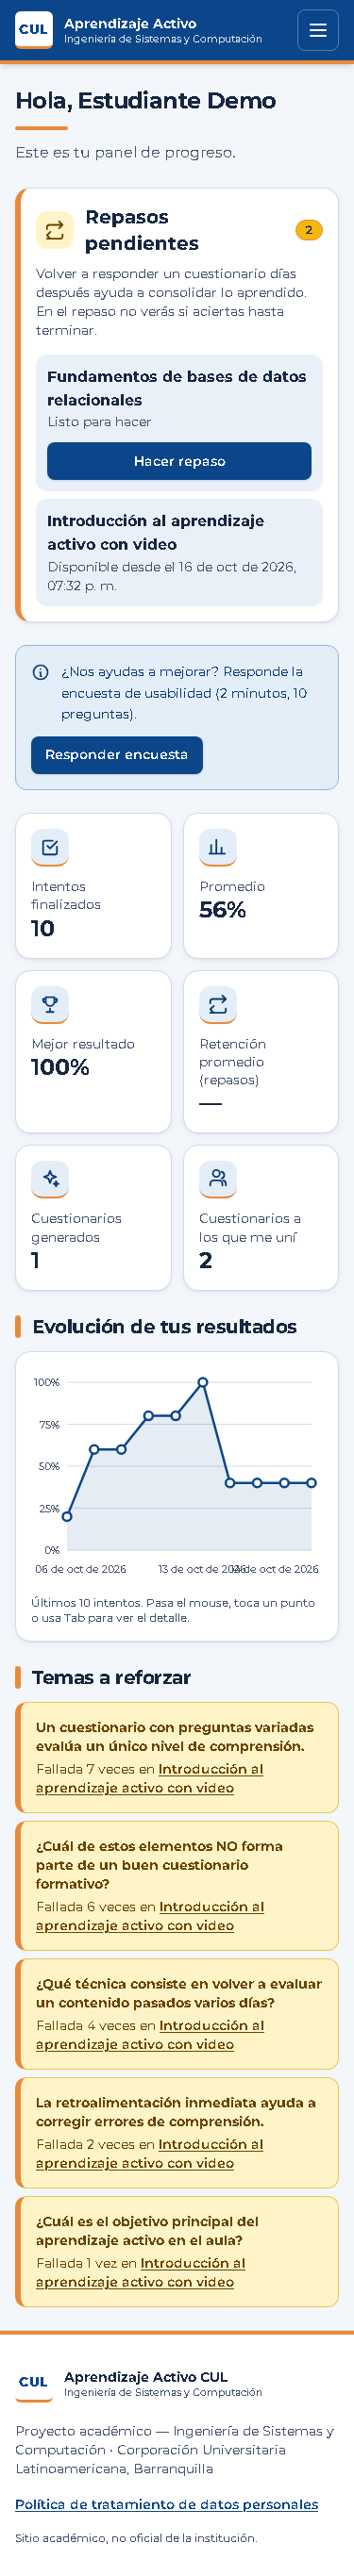 CUL
Aprendizaje Activo
Ingeniería de Sistemas y Computación
Hola, Estudiante Demo
Este es tu panel de progreso.
Repasos
pendientes
2
Volver a responder un cuestionario días
después ayuda a consolidar lo aprendido.
En el repaso no verás si aciertas hasta
terminar.
Fundamentos de bases de datos
relacionales
Listo para hacer
Hacer repaso
Introducción al aprendizaje
activo con video
Disponible desde el 16 de oct de 2026,
07:32 p. m.
¿Nos ayudas a mejorar? Responde la
encuesta de usabilidad (2 minutos, 10
preguntas).
Responder encuesta
Intentos
finalizados
10
Promedio
56%
Mejor resultado
100%
Retención
promedio
(repasos)
—
Cuestionarios
generados
1
Cuestionarios a
los que me uní
2
Evolución de tus resultados
100%
75%
50%
25%
0%
06 de oct de 2026
13 de oct de 2026
de oct de 2026
Últimos 10 intentos. Pasa el mouse, toca un punto
o usa Tab para ver el detalle.
Temas a reforzar
Un cuestionario con preguntas variadas
evalúa un único nivel de comprensión.
Fallada 7 veces en Introducción al
aprendizaje activo con video
¿Cuál de estos elementos NO forma
parte de un buen cuestionario
formativo?
Fallada 6 veces en Introducción al
aprendizaje activo con video
¿Qué técnica consiste en volver a evaluar
un contenido pasados varios días?
Fallada 4 veces en Introducción al
aprendizaje activo con video
La retroalimentación inmediata ayuda a
corregir errores de comprensión.
Fallada 2 veces en Introducción al
aprendizaje activo con video
¿Cuál es el objetivo principal del
aprendizaje activo en el aula?
Fallada 1 vez en Introducción al
aprendizaje activo con video
CUL
Aprendizaje Activo CUL
Ingeniería de Sistemas y Computación
Proyecto académico — Ingeniería de Sistemas y
Computación · Corporación Universitaria
Latinoamericana, Barranquilla
Política de tratamiento de datos personales
Sitio académico, no oficial de la institución.